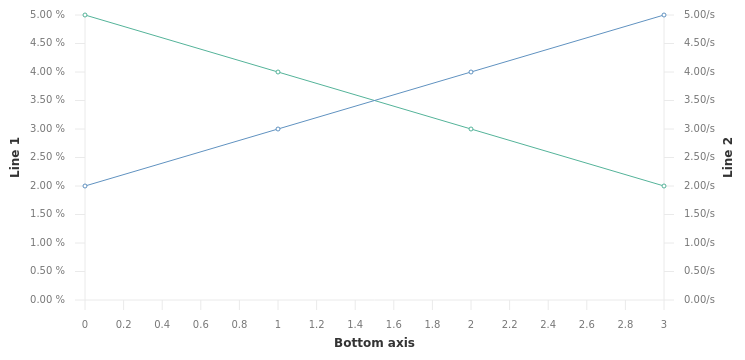 5.00 % 5.00/s
4.50 % 4.50/s
4.00 % 4.00/s
3.50 % 3.50/s
3.00 % 3.00/s
Line 1 Line 2
2.50 % 2.50/s
2.00 % 2.00/s
1.50 % 1.50/s
1.00 % 1.00/s
0.50 % 0.50/s
0.00 % 0.00/s
0 0.2 0.4 0.6 0.8 1 1.2 1.4 1.6 1.8 2 2.2 2.4 2.6 2.8 3
Bottom axis